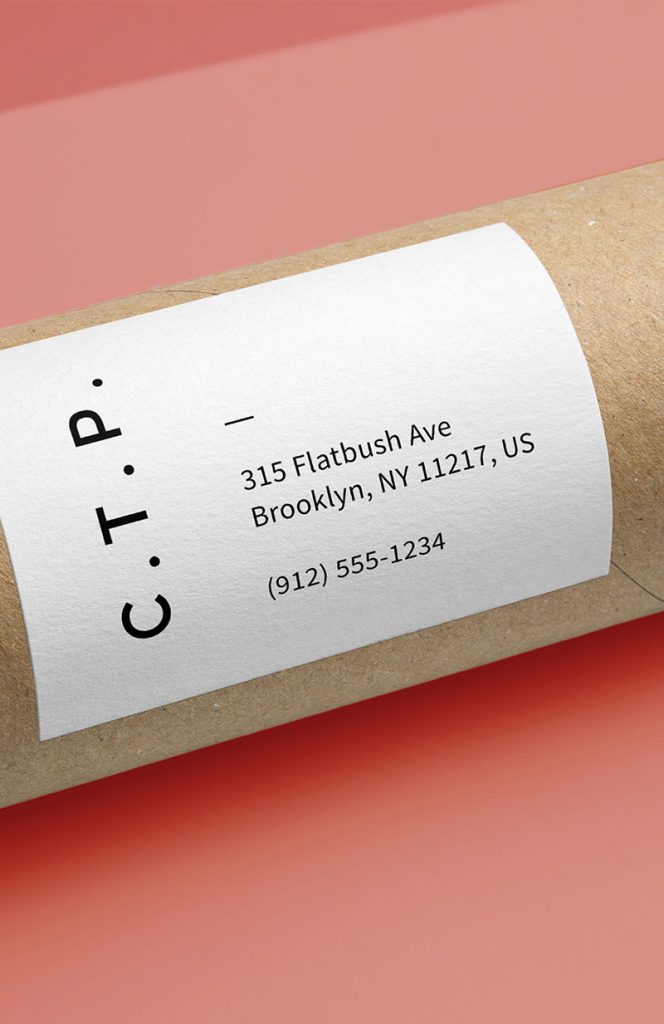 C.T.P.
—
315 Flatbush Ave
Brooklyn, NY 11217, US
(912) 555-1234